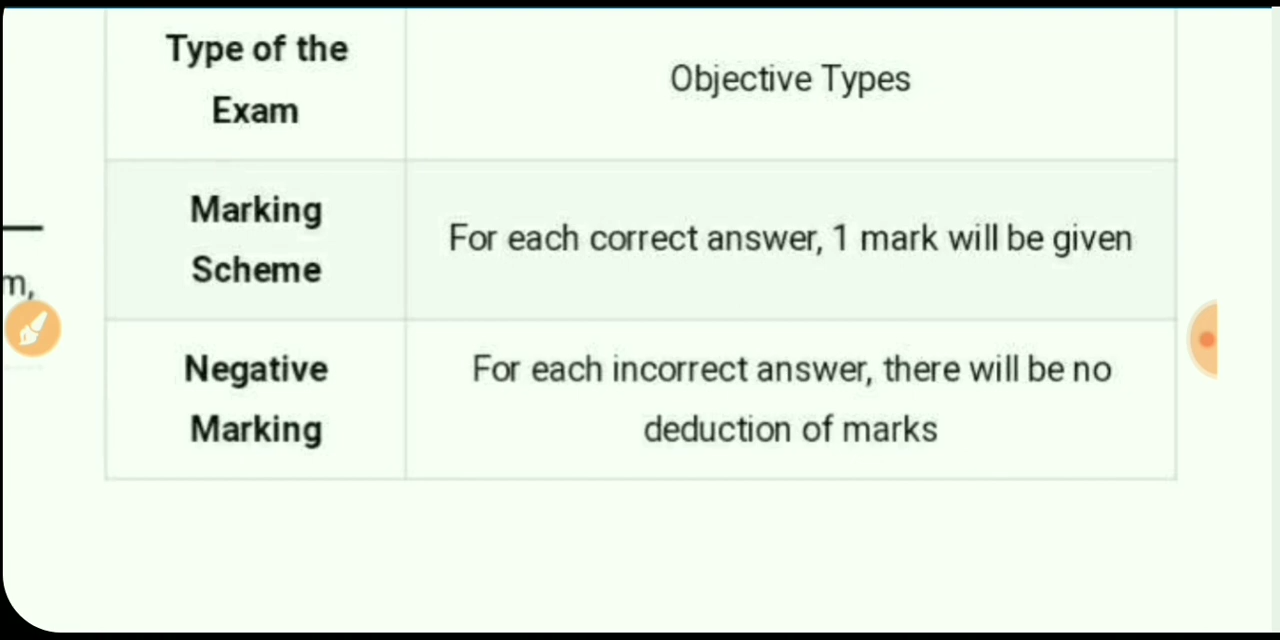 Type of the
Exam
Objective Types
Marking
Scheme
For each correct answer, 1 mark will be given
m,
Negative
Marking
For each incorrect answer, there will be no
deduction of marks